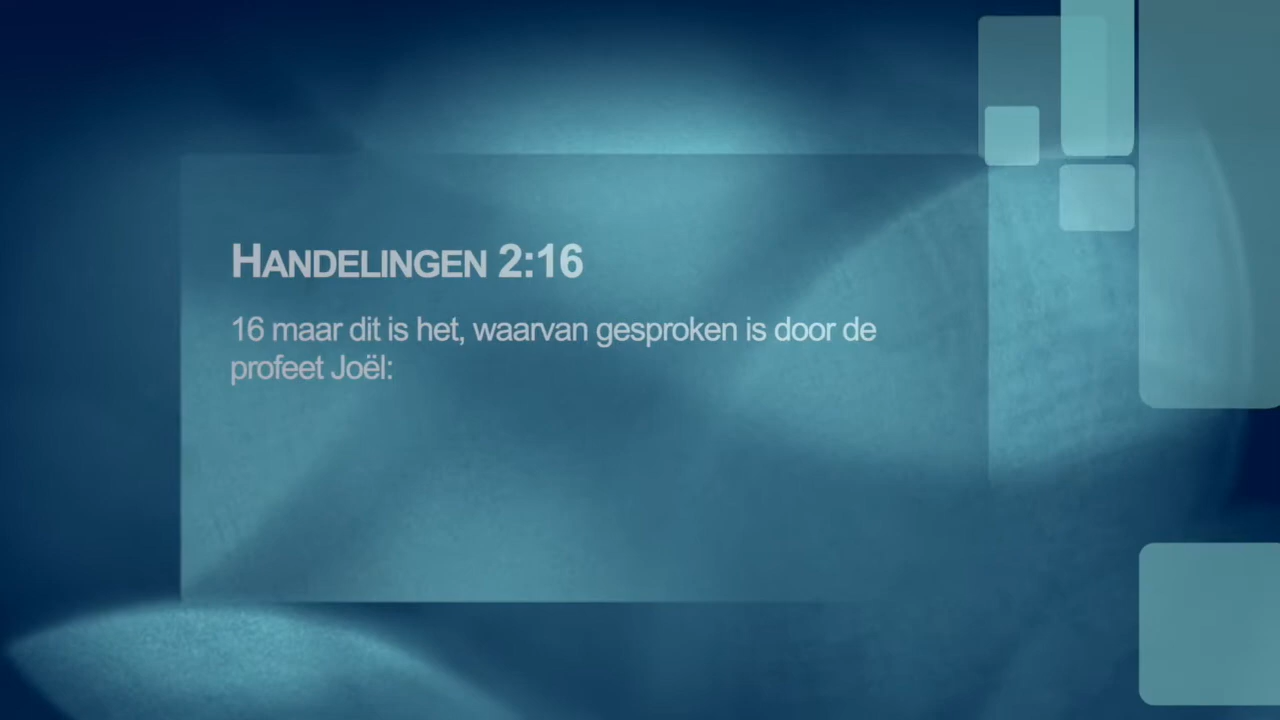 HANDELINGEN 2:16
16 maar dit is het, waarvan gesproken is door de
profeet Joël: